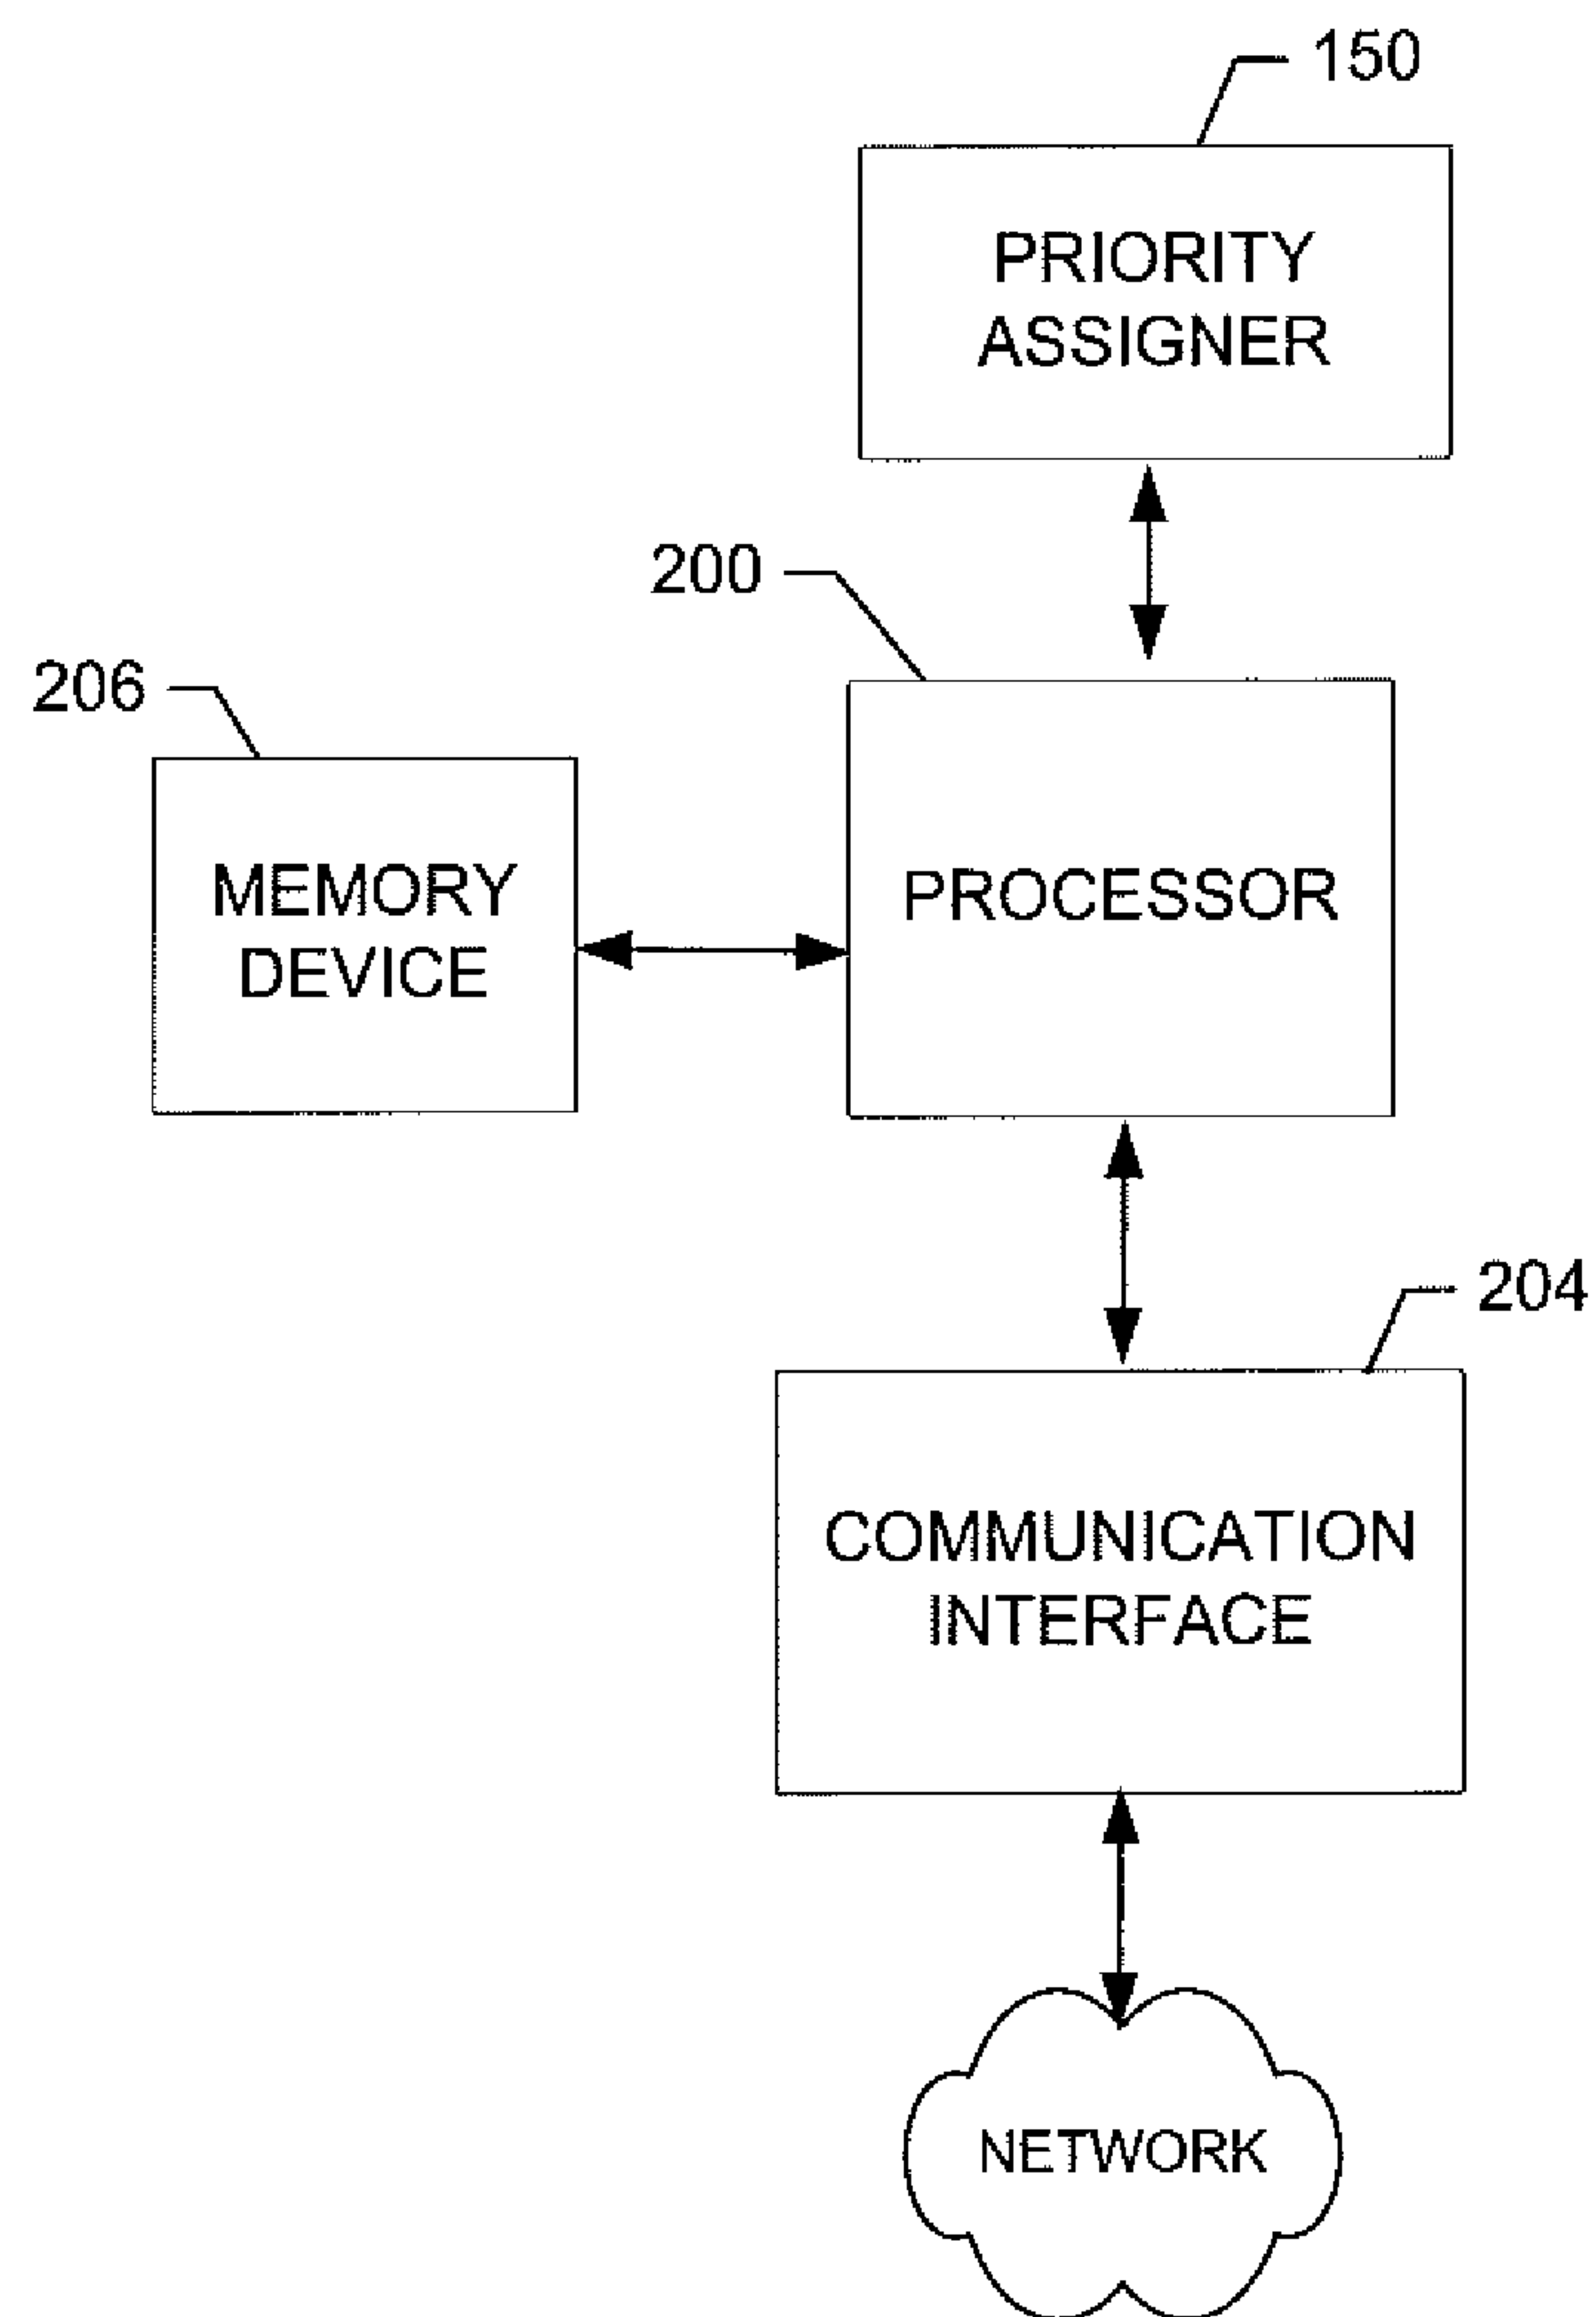 150
PRIORITY
ASSIGNER
200
206
MEMORY
DEVICE
PROCESSOR
204
COMMUNICATION
INTERFACE
NETWORK